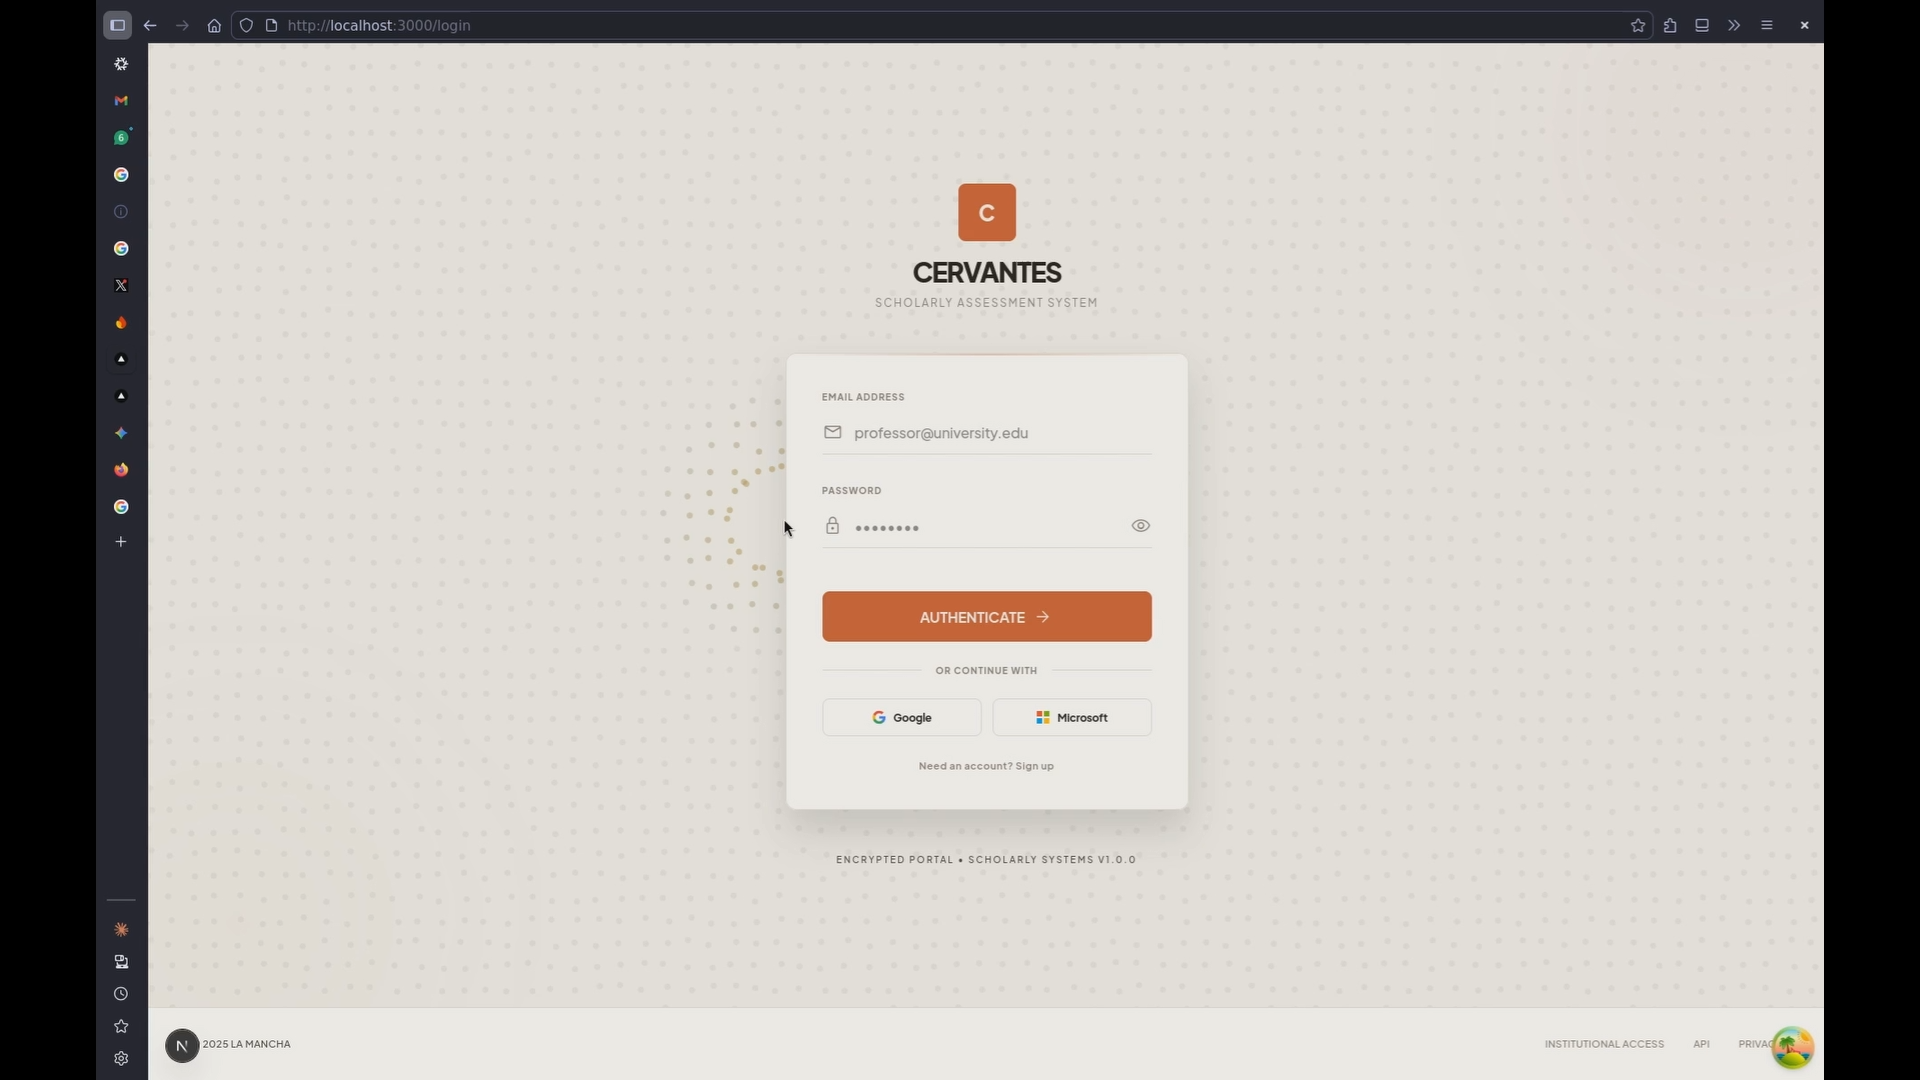 http://localhost:3000/login
6
C
CERVANTES
SCHOLARLY ASSESSMENT SYSTEM
EMAIL ADDRESS
professor@university.edu
PASSWORD
••••••••
AUTHENTICATE →
OR CONTINUE WITH
Google
Microsoft
Need an account? Sign up
ENCRYPTED PORTAL • SCHOLARLY SYSTEMS V1.0.0
N
2025 LA MANCHA
INSTITUTIONAL ACCESS
API
PRIVAC